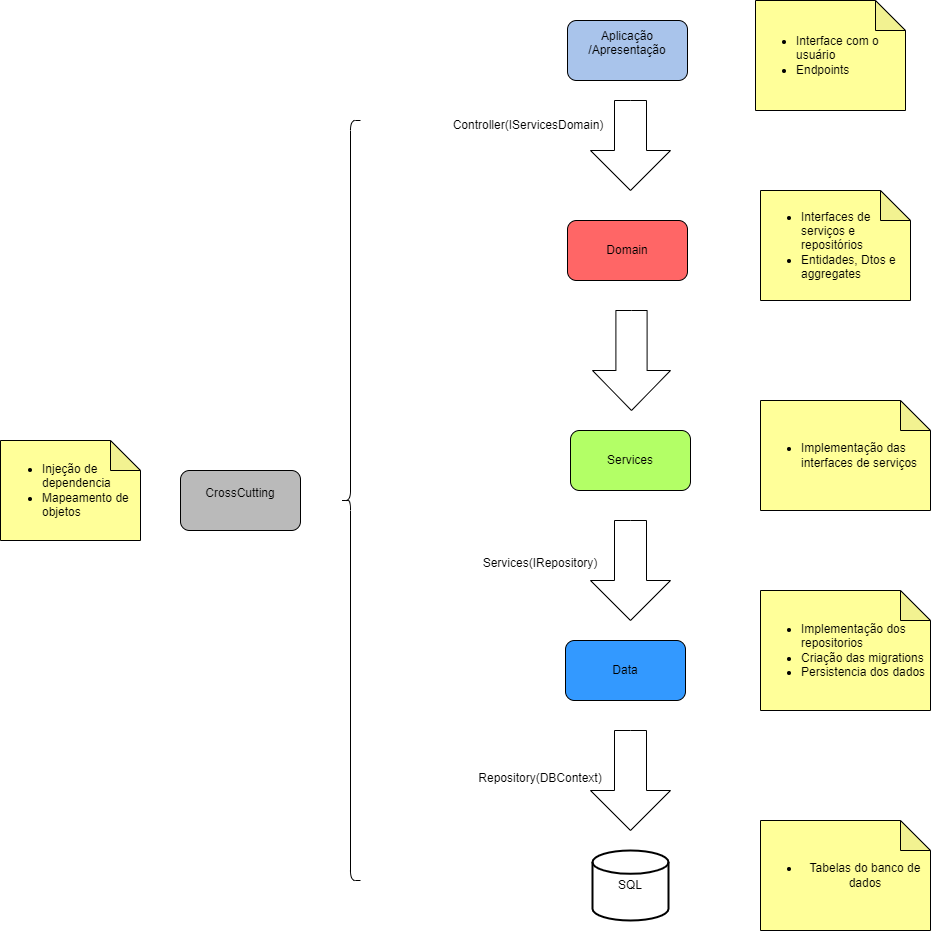 Aplicação
/Apresentação
Interface com o
usuário
Endpoints
Controller(IServicesDomain)
Domain
Interfaces de
serviços e
repositórios
Entidades, Dtos e
aggregates
Services
Implementação das
interfaces de serviços
Injeção de
dependencia
Mapeamento de
objetos
CrossCutting
Services(IRepository)
Data
Implementação dos
repositorios
Criação das migrations
Persistencia dos dados
Repository(DBContext)
SQL
Tabelas do banco de
dados